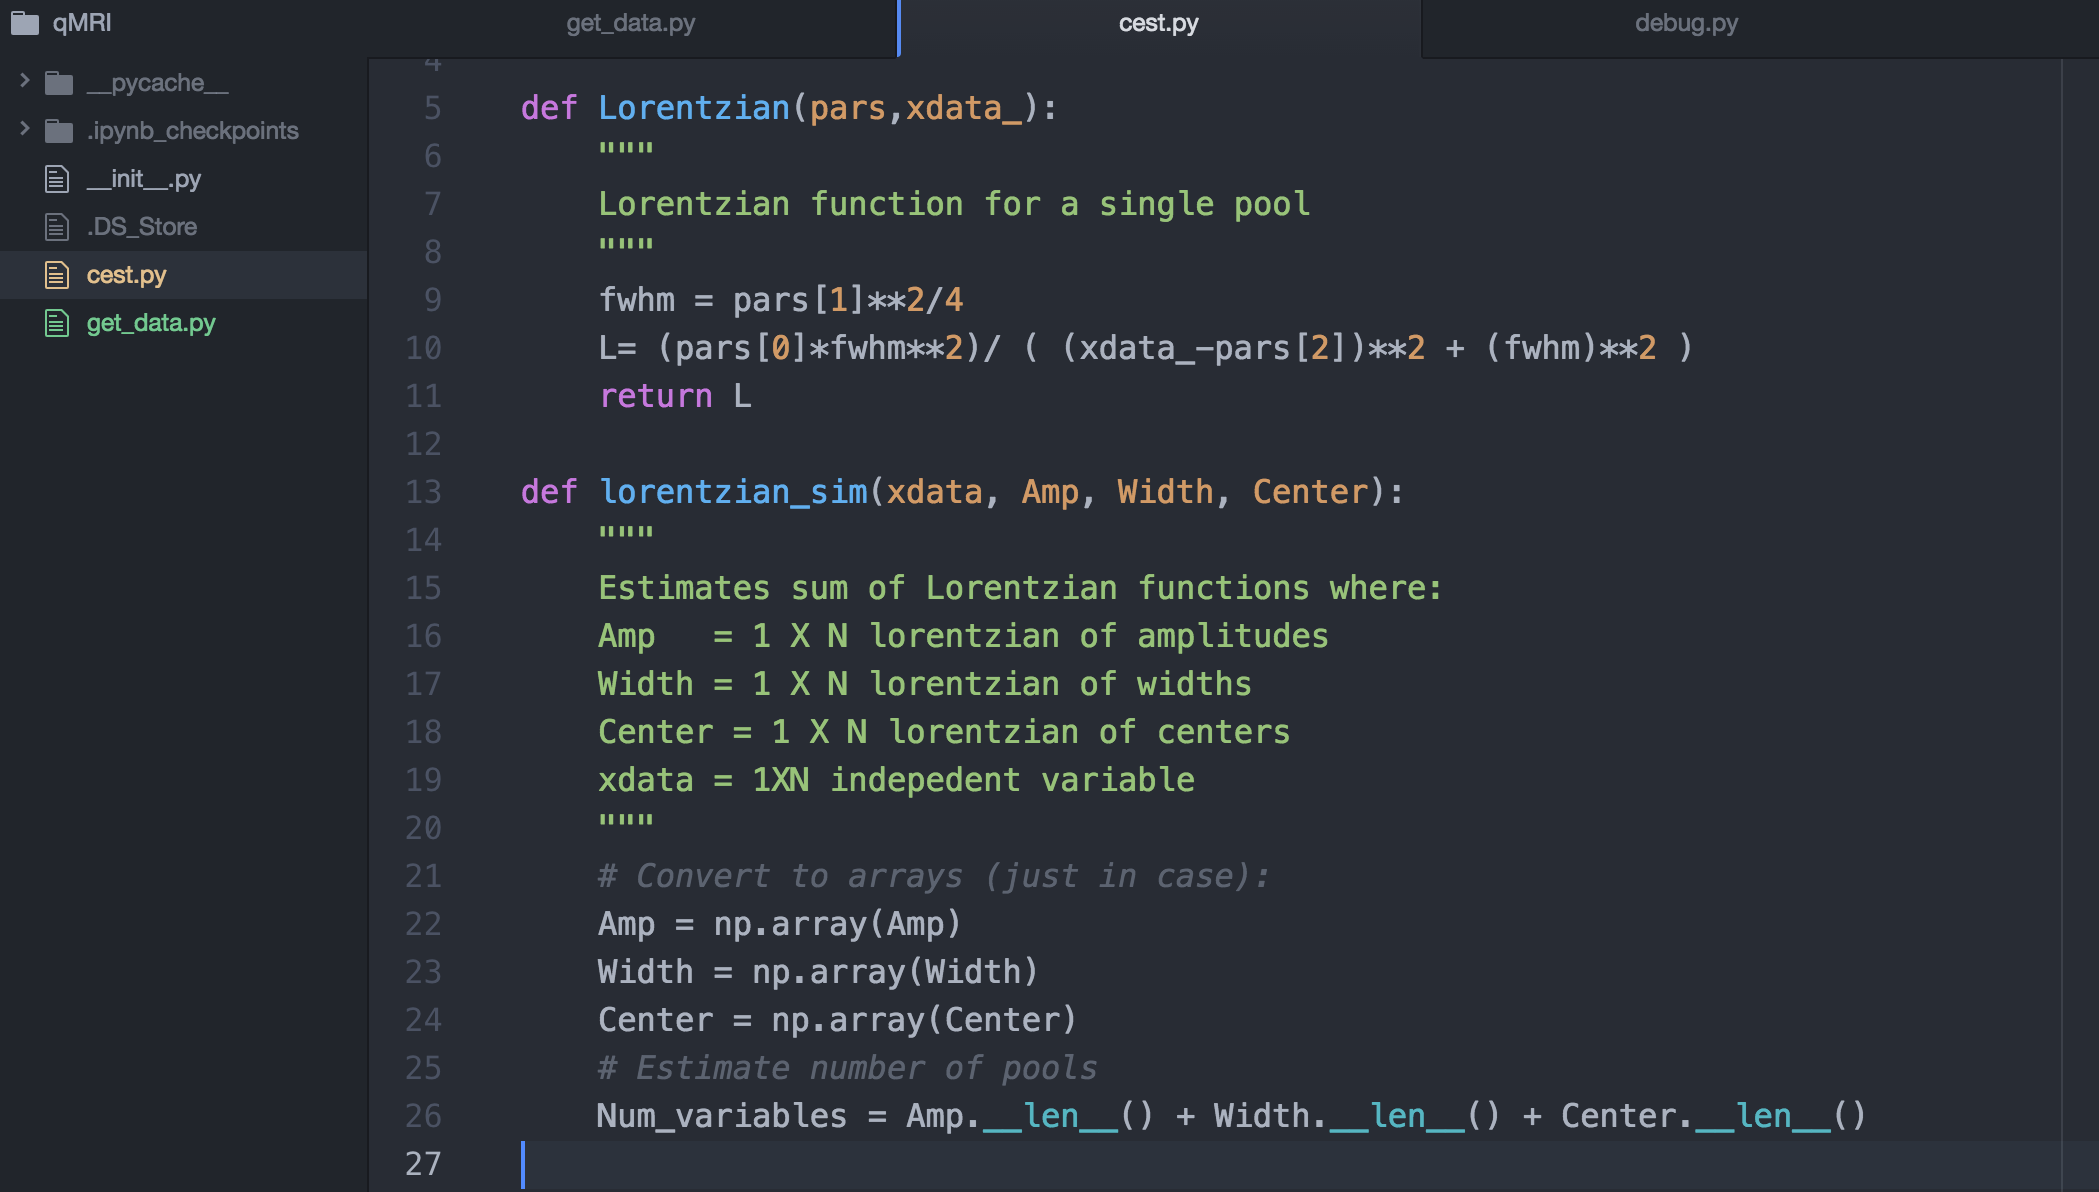 qMRI
get_data.py
cest.py
debug.py
__pycache__
.ipynb_checkpoints
__init__.py
.DS_Store
cest.py
get_data.py
4
5 def Lorentzian(pars,xdata_):
6     """
7     Lorentzian function for a single pool
8     """
9     fwhm = pars[1]**2/4
10     L= (pars[0]*fwhm**2)/ ( (xdata_-pars[2])**2 + (fwhm)**2 )
11     return L
12
13 def lorentzian_sim(xdata, Amp, Width, Center):
14     """
15     Estimates sum of Lorentzian functions where:
16     Amp   = 1 X N lorentzian of amplitudes
17     Width = 1 X N lorentzian of widths
18     Center = 1 X N lorentzian of centers
19     xdata = 1XN indepedent variable
20     """
21     # Convert to arrays (just in case):
22     Amp = np.array(Amp)
23     Width = np.array(Width)
24     Center = np.array(Center)
25     # Estimate number of pools
26     Num_variables = Amp.__len__() + Width.__len__() + Center.__len__()
27